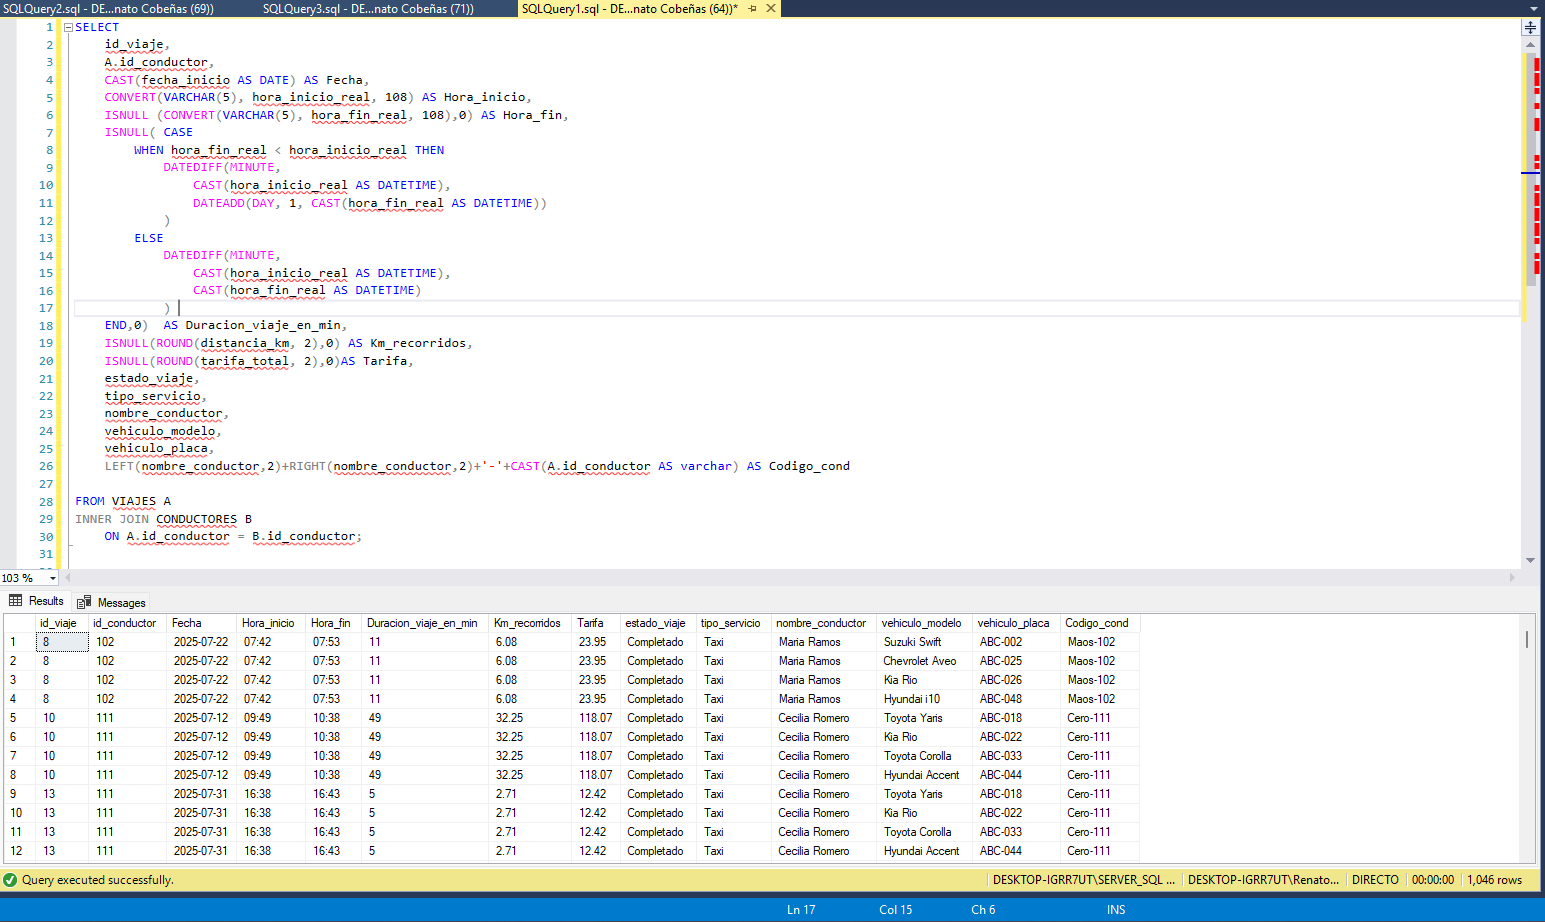 SQLQuery2.sql - DE...nato Cobeñas (69)) SQLQuery3.sql - DE...nato Cobeñas (71)) SQLQuery1.sql - DE...nato Cobeñas (64))*
1 SELECT
2 id_viaje,
3 A.id_conductor,
4 CAST(fecha_inicio AS DATE) AS Fecha,
5 CONVERT(VARCHAR(5), hora_inicio_real, 108) AS Hora_inicio,
6 ISNULL (CONVERT(VARCHAR(5), hora_fin_real, 108),0) AS Hora_fin,
7 ISNULL( CASE
8 WHEN hora_fin_real < hora_inicio_real THEN
9 DATEDIFF(MINUTE,
10 CAST(hora_inicio_real AS DATETIME),
11 DATEADD(DAY, 1, CAST(hora_fin_real AS DATETIME))
12 )
13 ELSE
14 DATEDIFF(MINUTE,
15 CAST(hora_inicio_real AS DATETIME),
16 CAST(hora_fin_real AS DATETIME)
17 )
18 END,0)  AS Duracion_viaje_en_min,
19 ISNULL(ROUND(distancia_km, 2),0) AS Km_recorridos,
20 ISNULL(ROUND(tarifa_total, 2),0)AS Tarifa,
21 estado_viaje,
22 tipo_servicio,
23 nombre_conductor,
24 vehiculo_modelo,
25 vehiculo_placa,
26 LEFT(nombre_conductor,2)+RIGHT(nombre_conductor,2)+'-'+CAST(A.id_conductor AS varchar) AS Codigo_cond
27
28 FROM VIAJES A
29 INNER JOIN CONDUCTORES B
30 ON A.id_conductor = B.id_conductor;
31
103 %
Results Messages
id_viaje id_conductor Fecha Hora_inicio Hora_fin Duracion_viaje_en_min Km_recorridos Tarifa estado_viaje tipo_servicio nombre_conductor vehiculo_modelo vehiculo_placa Codigo_cond
1 8 102 2025-07-22 07:42 07:53 11 6.08 23.95 Completado Taxi Maria Ramos Suzuki Swift ABC-002 Maos-102
2 8 102 2025-07-22 07:42 07:53 11 6.08 23.95 Completado Taxi Maria Ramos Chevrolet Aveo ABC-025 Maos-102
3 8 102 2025-07-22 07:42 07:53 11 6.08 23.95 Completado Taxi Maria Ramos Kia Rio ABC-026 Maos-102
4 8 102 2025-07-22 07:42 07:53 11 6.08 23.95 Completado Taxi Maria Ramos Hyundai i10 ABC-048 Maos-102
5 10 111 2025-07-12 09:49 10:38 49 32.25 118.07 Completado Taxi Cecilia Romero Toyota Yaris ABC-018 Cero-111
6 10 111 2025-07-12 09:49 10:38 49 32.25 118.07 Completado Taxi Cecilia Romero Kia Rio ABC-022 Cero-111
7 10 111 2025-07-12 09:49 10:38 49 32.25 118.07 Completado Taxi Cecilia Romero Toyota Corolla ABC-033 Cero-111
8 10 111 2025-07-12 09:49 10:38 49 32.25 118.07 Completado Taxi Cecilia Romero Hyundai Accent ABC-044 Cero-111
9 13 111 2025-07-31 16:38 16:43 5 2.71 12.42 Completado Taxi Cecilia Romero Toyota Yaris ABC-018 Cero-111
10 13 111 2025-07-31 16:38 16:43 5 2.71 12.42 Completado Taxi Cecilia Romero Kia Rio ABC-022 Cero-111
11 13 111 2025-07-31 16:38 16:43 5 2.71 12.42 Completado Taxi Cecilia Romero Toyota Corolla ABC-033 Cero-111
12 13 111 2025-07-31 16:38 16:43 5 2.71 12.42 Completado Taxi Cecilia Romero Hyundai Accent ABC-044 Cero-111
Query executed successfully. DESKTOP-IGRR7UT\SERVER_SQL ... DESKTOP-IGRR7UT\Renato... DIRECTO 00:00:00 1,046 rows
Ln 17 Col 15 Ch 6 INS